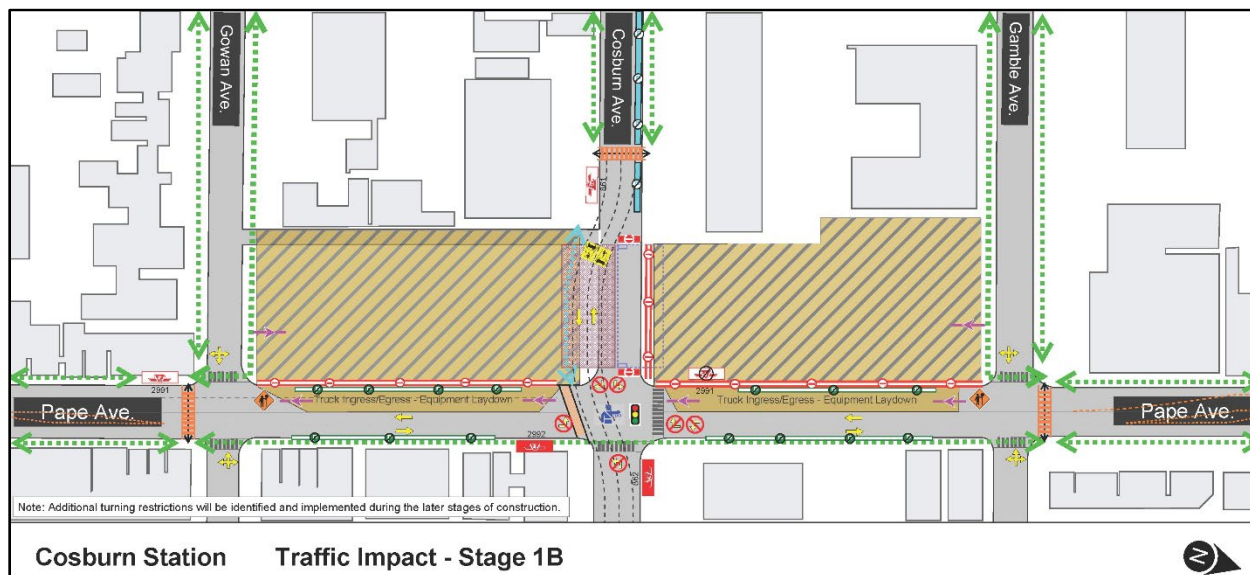 Gowan Ave.
Cosburn Ave.
Gamble Ave.
2991
2991
Truck Ingress/Egress - Equipment Laydown
Truck Ingress/Egress - Equipment Laydown
Pape Ave.
Pape Ave.
2992
Note: Additional turning restrictions will be identified and implemented during the later stages of construction.
Cosburn Station
Traffic Impact - Stage 1B
N